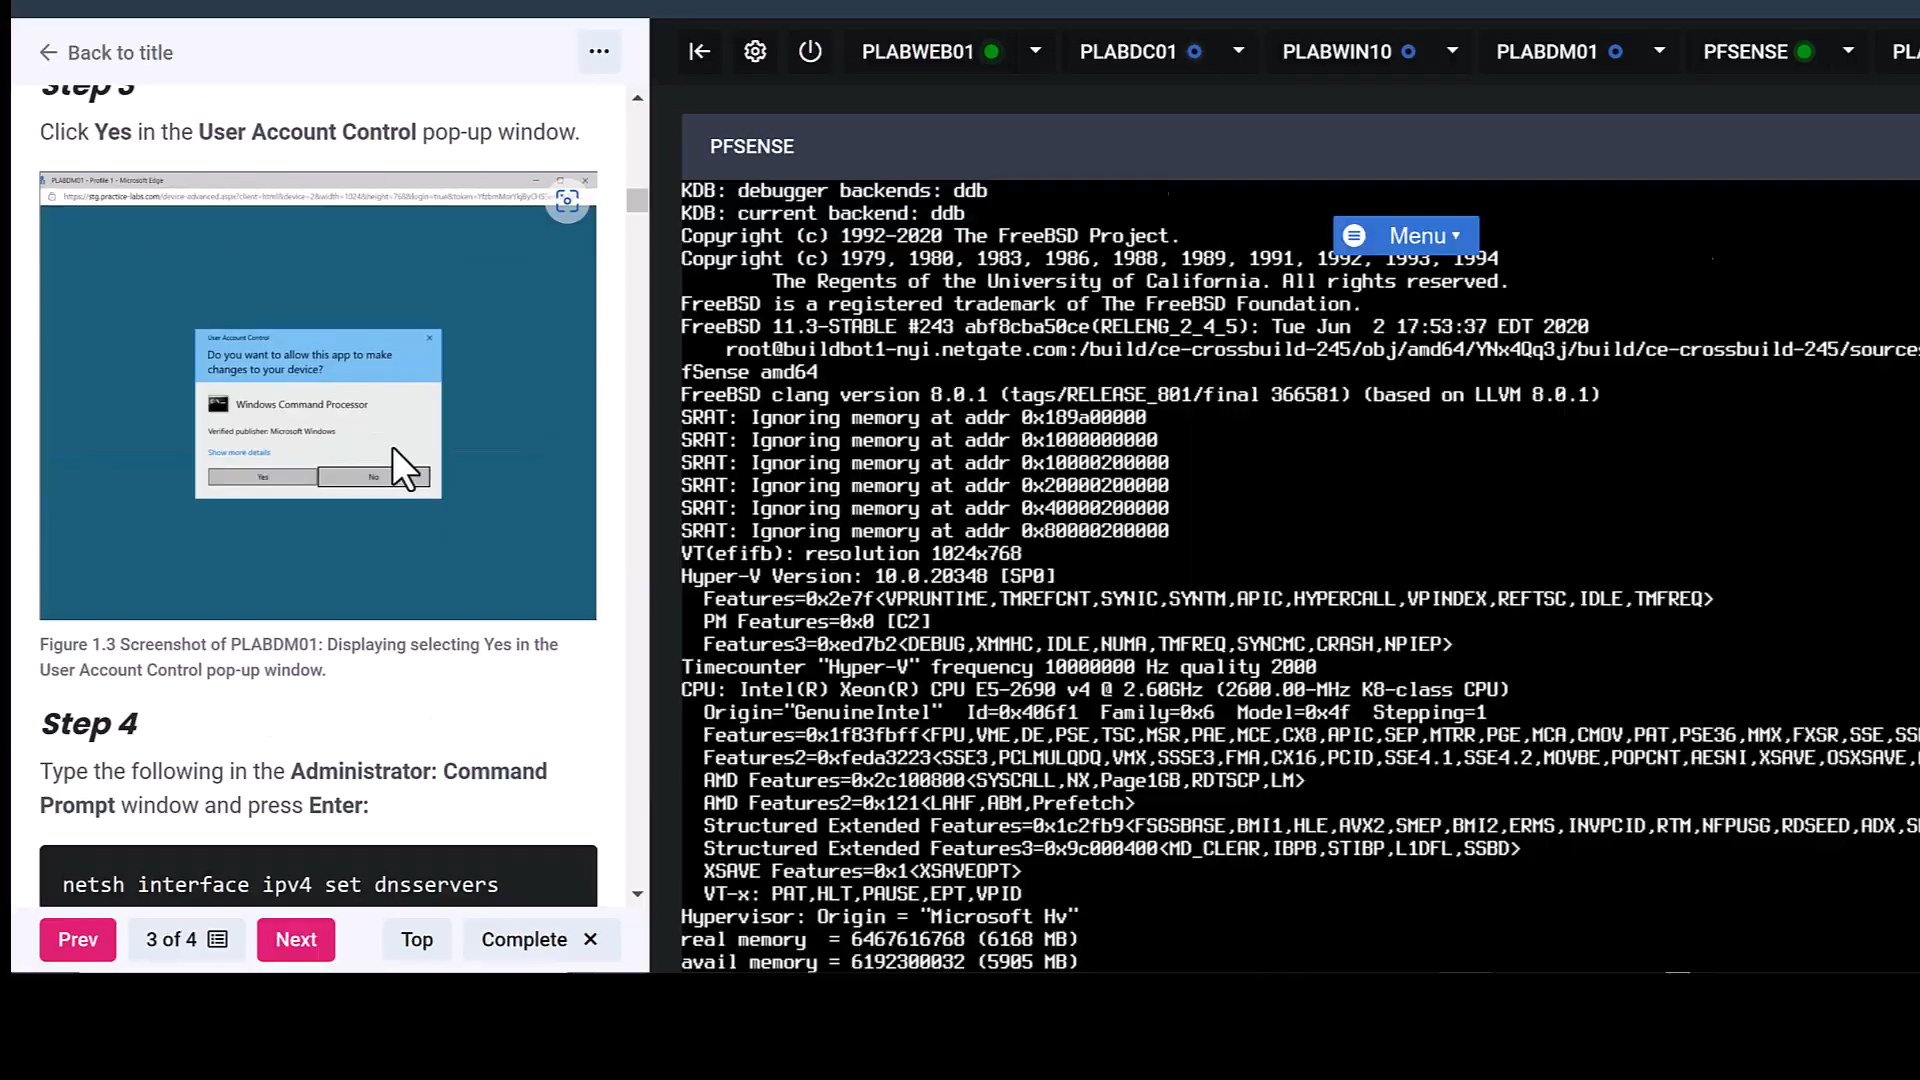 Back to title
...
Step 3
Click Yes in the User Account Control pop-up window.
PLABDM01 - Profile 1 - Microsoft Edge
User Account Control
Do you want to allow this app to make
changes to your device?
Windows Command Processor
Verified publisher: Microsoft Windows
Show more details
Yes
No
Figure 1.3 Screenshot of PLABDM01: Displaying selecting Yes in the
User Account Control pop-up window.
Step 4
Type the following in the Administrator: Command
Prompt window and press Enter:
netsh interface ipv4 set dnsservers
Prev
3 of 4
Next
Top
Complete
PLABWEB01
PLABDC01
PLABWIN10
PLABDM01
PFSENSE
PLA
PFSENSE
Menu
KDB: debugger backends: ddb
KDB: current backend: ddb
Copyright (c) 1992-2020 The FreeBSD Project.
Copyright (c) 1979, 1980, 1983, 1986, 1988, 1989, 1991, 1992, 1993, 1994
The Regents of the University of California. All rights reserved.
FreeBSD is a registered trademark of The FreeBSD Foundation.
FreeBSD 11.3-STABLE #243 abf8cba50ce(RELENG_2_4_5): Tue Jun 2 17:53:37 EDT 2020
root@buildbot1-nyi.netgate.com:/build/ce-crossbuild-245/obj/amd64/YNx4Qq3j/build/ce-crossbuild-245/sources
fSense amd64
FreeBSD clang version 8.0.1 (tags/RELEASE_801/final 366581) (based on LLVM 8.0.1)
SRAT: Ignoring memory at addr 0x189a00000
SRAT: Ignoring memory at addr 0x1000000000
SRAT: Ignoring memory at addr 0x10000200000
SRAT: Ignoring memory at addr 0x20000200000
SRAT: Ignoring memory at addr 0x40000200000
SRAT: Ignoring memory at addr 0x80000200000
VT(efifb): resolution 1024x768
Hyper-V Version: 10.0.20348 [SP0]
Features=0x2e7f<VPRUNTIME,TMREFCNT,SYNIC,SYNTM,APIC,HYPERCALL,VPINDEX,REFTSC,IDLE,TMFREQ>
PM Features=0x0 [C2]
Features3=0xed7b2<DEBUG,XMMHC,IDLE,NUMA,TMFREQ,SYNCMC,CRASH,NPIEP>
Timecounter "Hyper-V" frequency 10000000 Hz quality 2000
CPU: Intel(R) Xeon(R) CPU E5-2690 v4 @ 2.60GHz (2600.00-MHz K8-class CPU)
Origin="GenuineIntel" Id=0x406f1 Family=0x6 Model=0x4f Stepping=1
Features=0x1f83fbff<FPU,VME,DE,PSE,TSC,MSR,PAE,MCE,CX8,APIC,SEP,MTRR,PGE,MCA,CMOV,PAT,PSE36,MMX,FXSR,SSE,SS
Features2=0xfeda3223<SSE3,PCLMULQDQ,VMX,SSSE3,FMA,CX16,PCID,SSE4.1,SSE4.2,MOVBE,POPCNT,AESNI,XSAVE,OSXSAVE,
AMD Features=0x2c100800<SYSCALL,NX,Page1GB,RDTSCP,LM>
AMD Features2=0x121<LAHF,ABM,Prefetch>
Structured Extended Features=0x1c2fb9<FSGSBASE,BMI1,HLE,AVX2,SMEP,BMI2,ERMS,INVPCID,RTM,NFPUSG,RDSEED,ADX,S
Structured Extended Features3=0x9c000400<MD_CLEAR,IBPB,STIBP,L1DFL,SSBD>
XSAVE Features=0x1<XSAVEOPT>
VT-x: PAT,HLT,PAUSE,EPT,VPID
Hypervisor: Origin = "Microsoft Hv"
real memory = 6467616768 (6168 MB)
avail memory = 6192300032 (5905 MB)